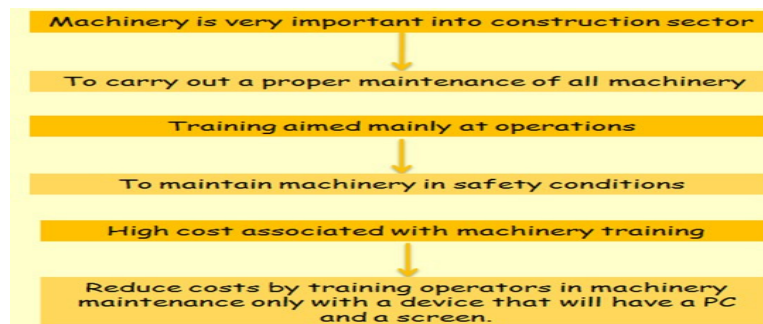 Machinery is very important into construction sector
To carry out a proper maintenance of all machinery
Training aimed mainly at operations
To maintain machinery in safety conditions
High cost associated with machinery training
Reduce costs by training operators in machinery
maintenance only with a device that will have a PC
and a screen.